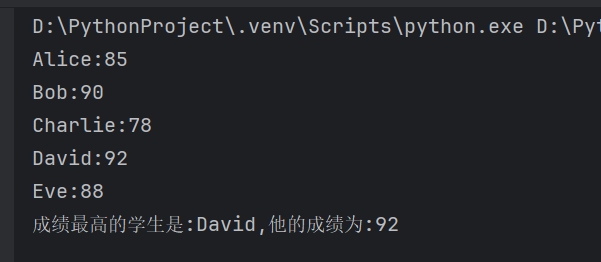 D:\PythonProject\.venv\Scripts\python.exe D:\Pyt
Alice:85
Bob:90
Charlie:78
David:92
Eve:88
成绩最高的学生是:David,他的成绩为:92